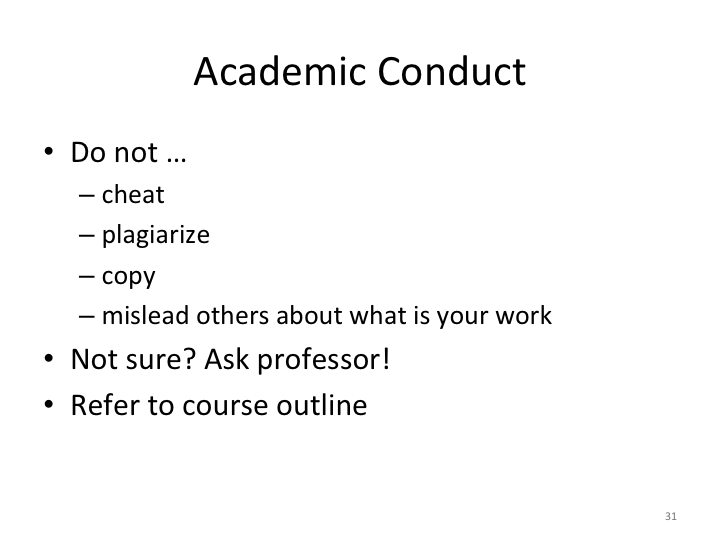 Academic Conduct
• Do not …
– cheat
– plagiarize
– copy
– mislead others about what is your work
• Not sure? Ask professor!
• Refer to course outline
31